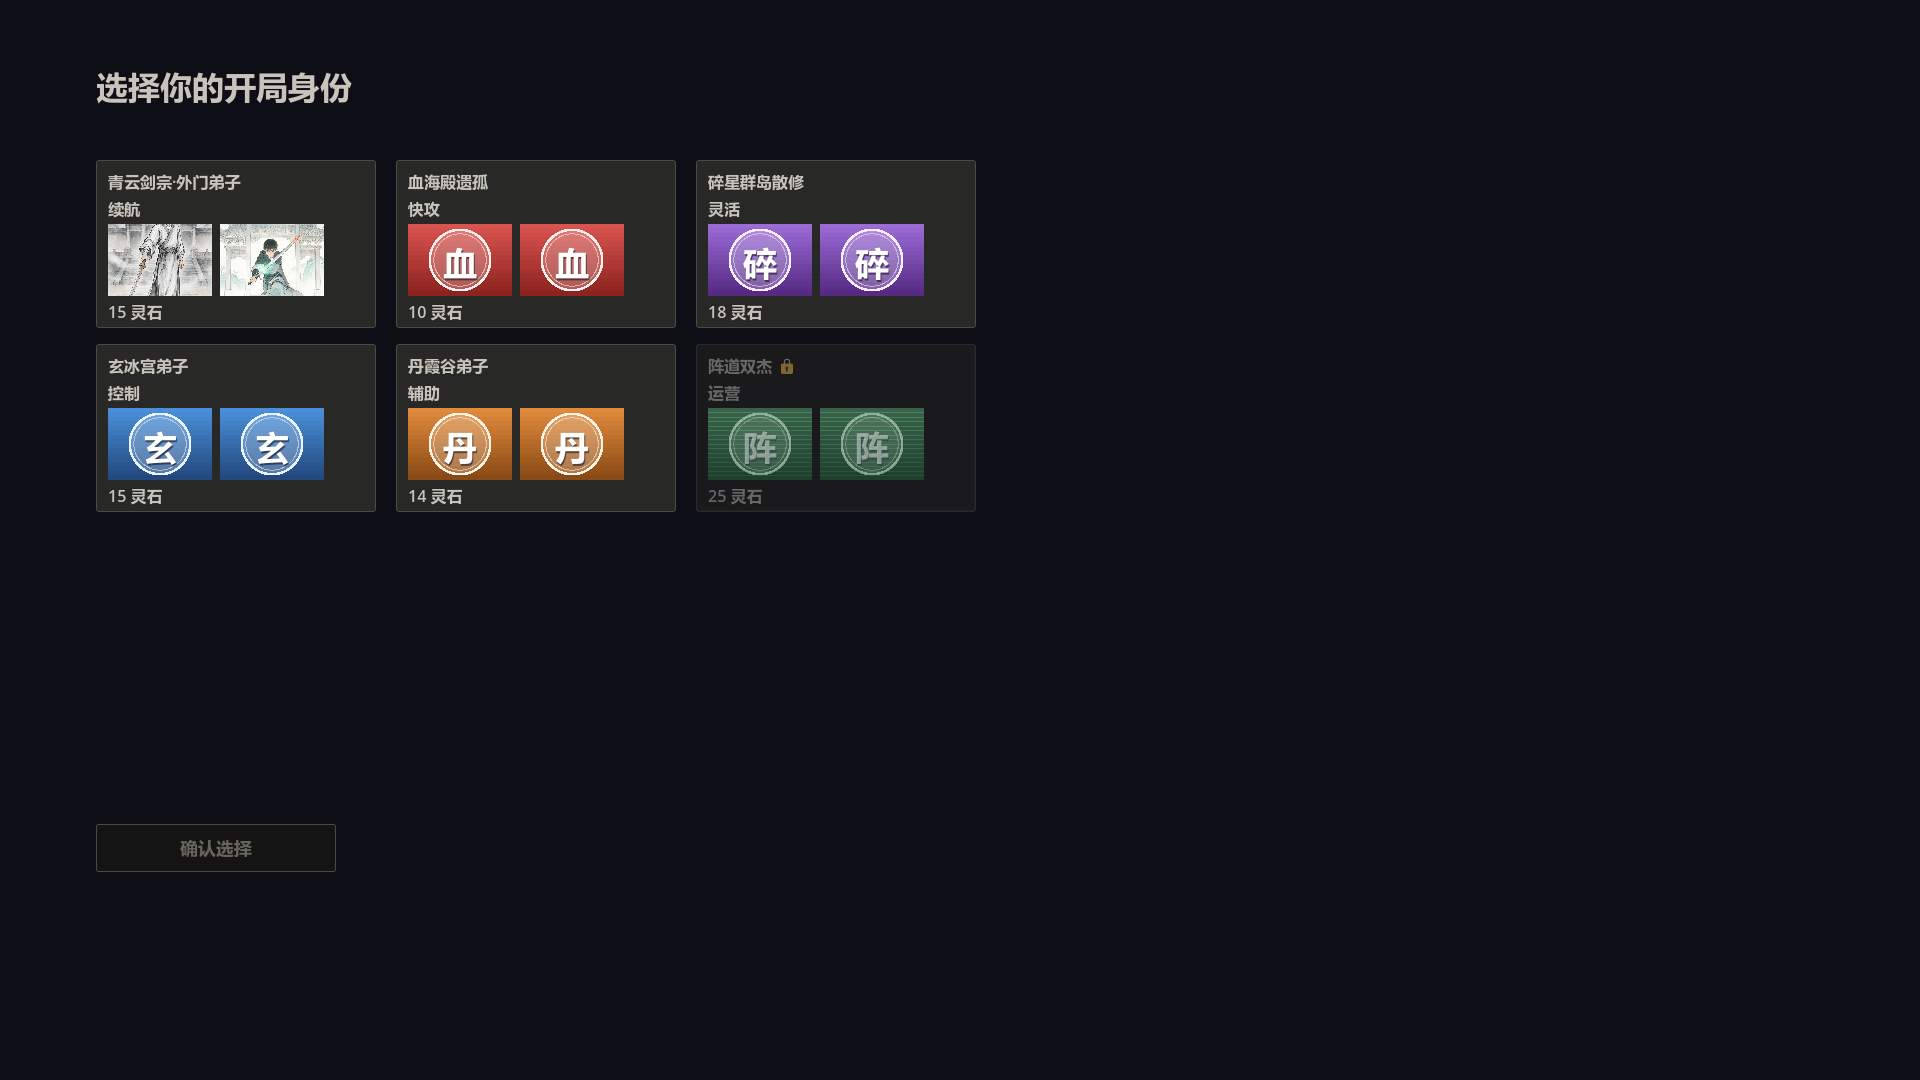 选择你的开局身份
青云剑宗·外门弟子
续航
15 灵石
血海殿遗孤
快攻
血 血
10 灵石
碎星群岛散修
灵活
碎 碎
18 灵石
玄冰宫弟子
控制
玄 玄
15 灵石
丹霞谷弟子
辅助
丹 丹
14 灵石
阵道双杰
运营
阵 阵
25 灵石
确认选择